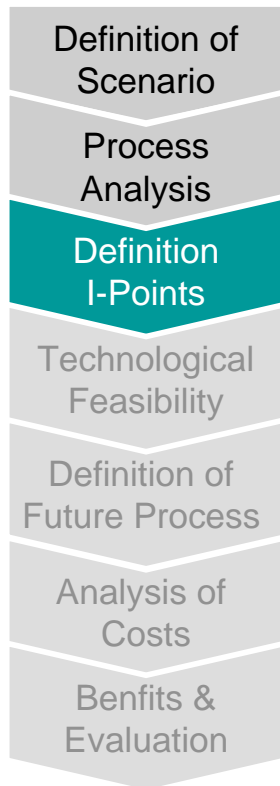 Definition of
Scenario
Process
Analysis
Definition
I-Points
Technological
Feasibility
Definition of
Future Process
Analysis of
Costs
Benfits &
Evaluation